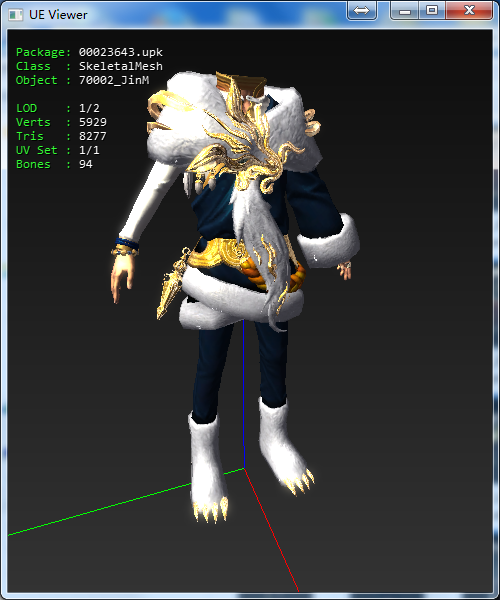 UE Viewer
Package: 00023643.upk
Class : SkeletalMesh
Object : 70002_JinM
LOD : 1/2
Verts : 5929
Tris : 8277
UV Set : 1/1
Bones : 94